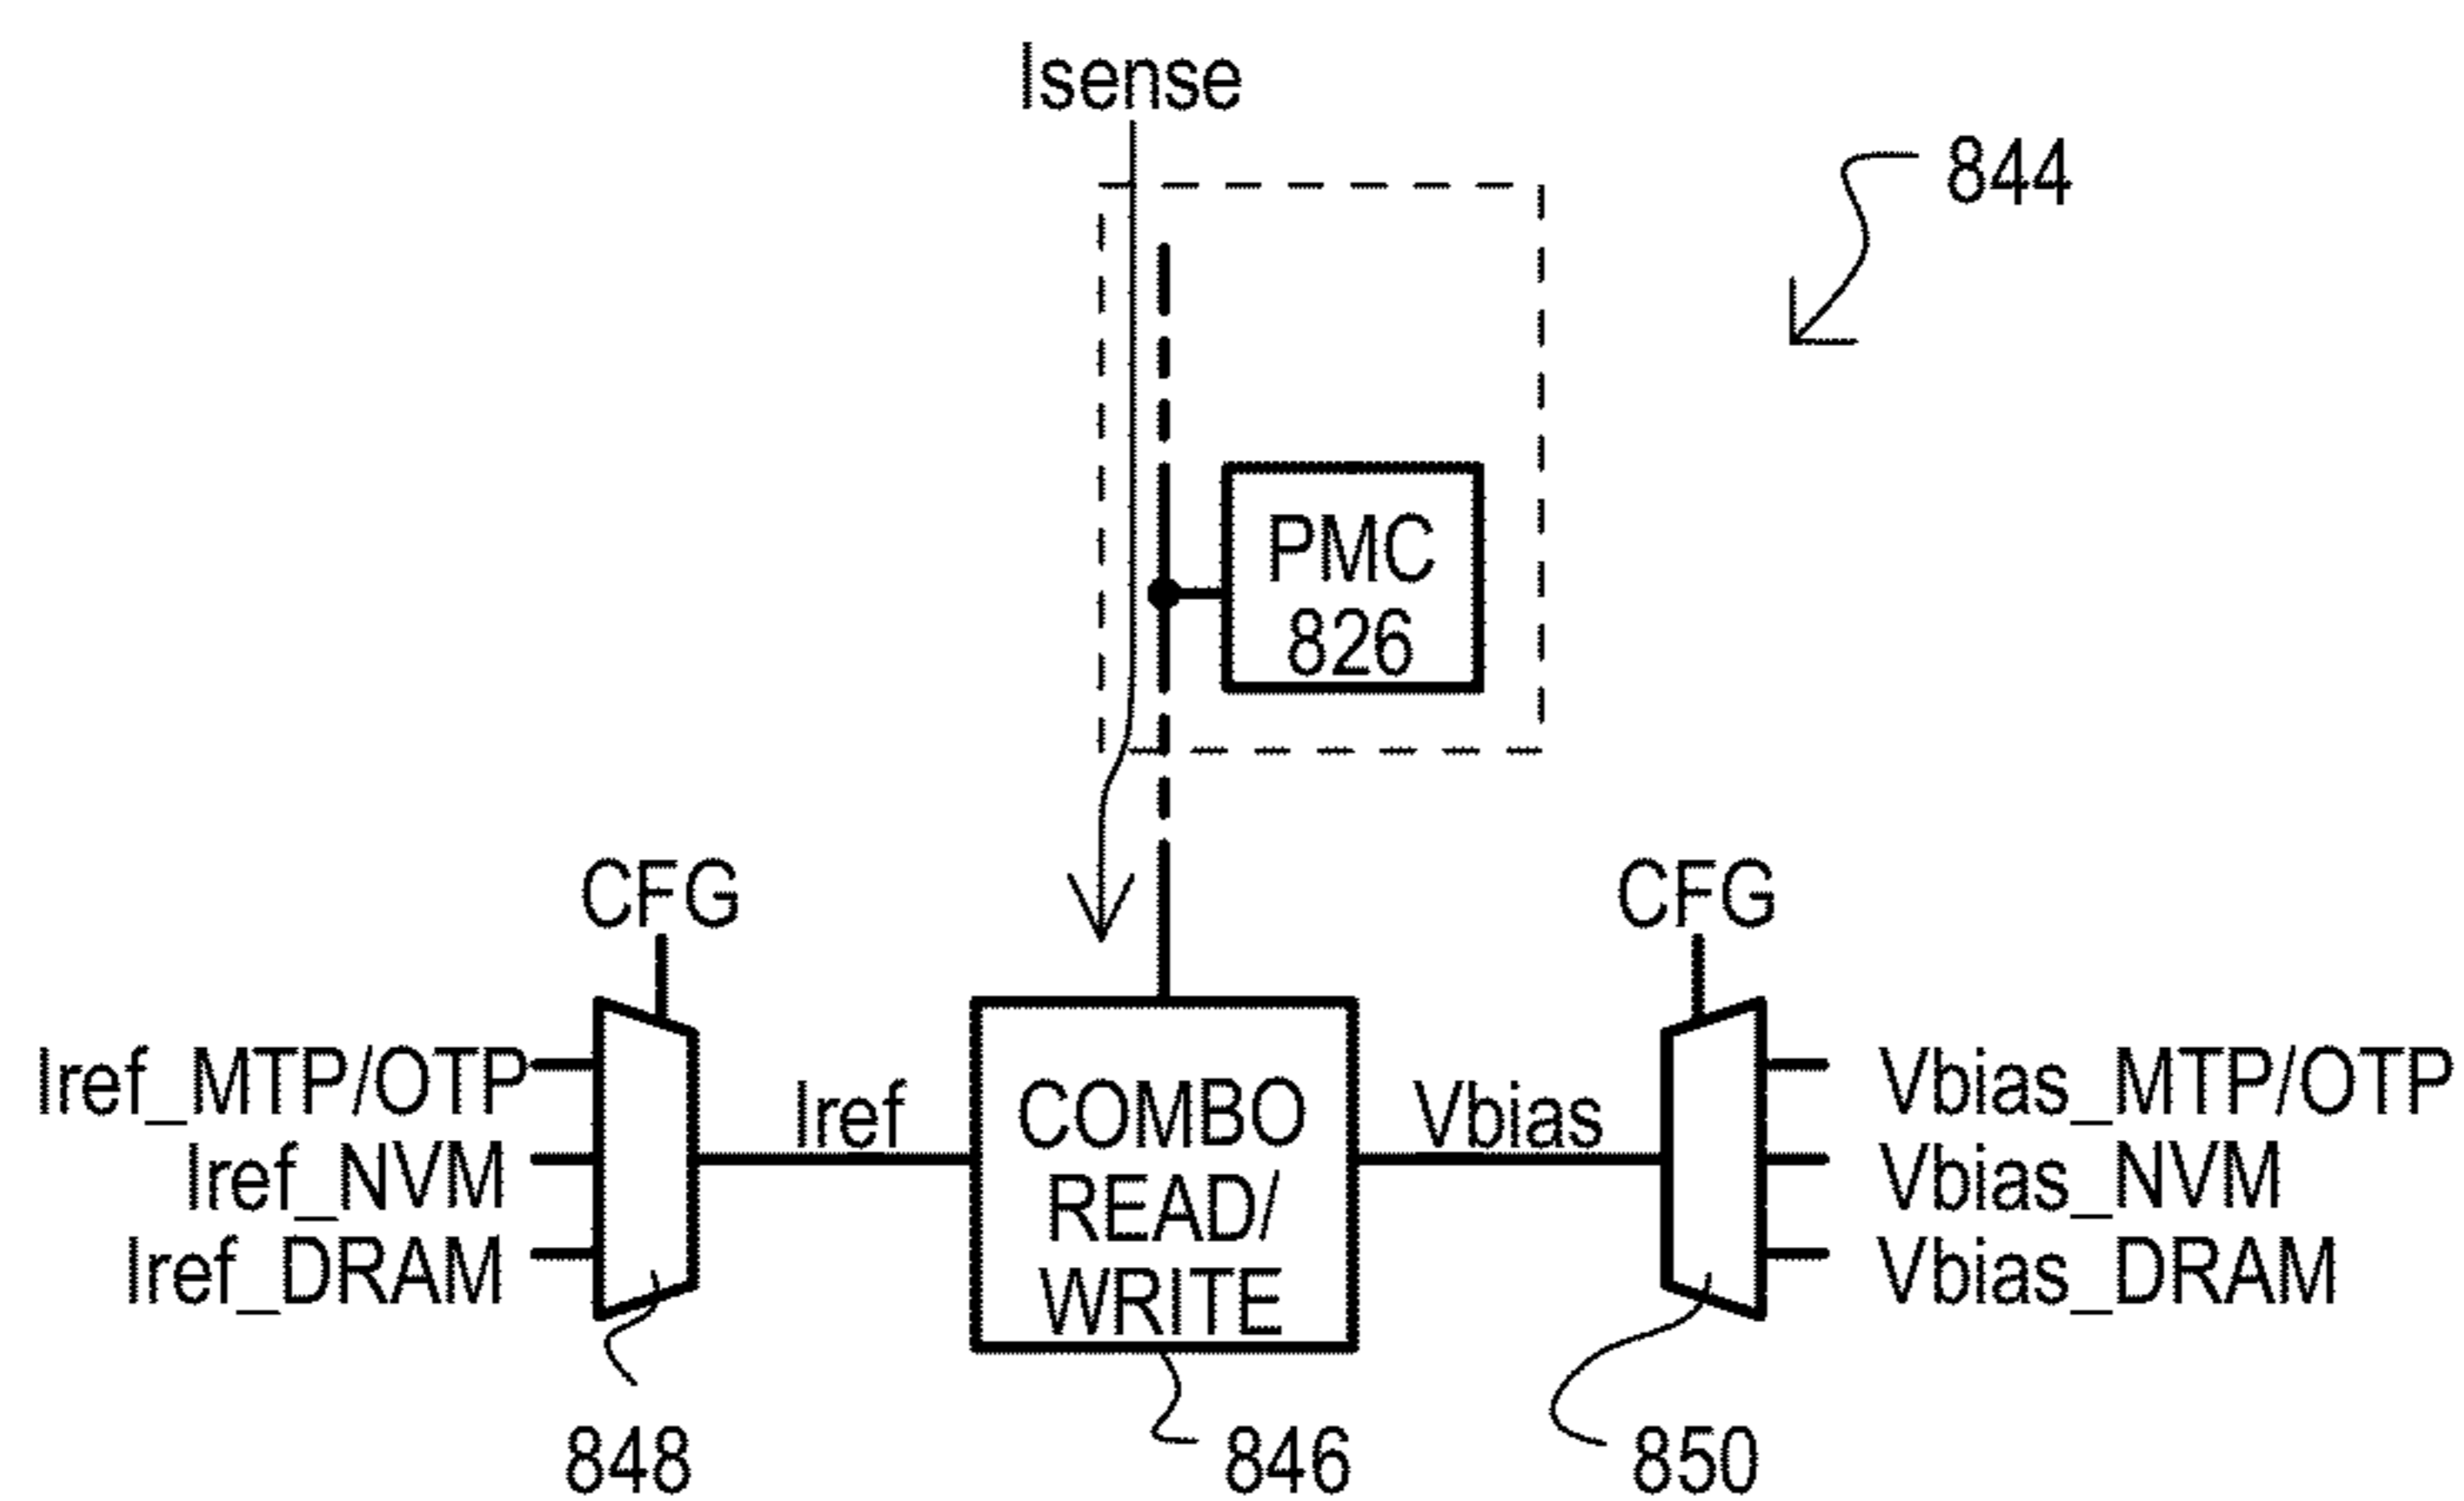 Isense
844
PMC
826
CFG
CFG
Iref_MTP/OTP
Iref_NVM
Iref_DRAM
Iref
COMBO
READ/
WRITE
Vbias
Vbias_MTP/OTP
Vbias_NVM
Vbias_DRAM
848
846
850